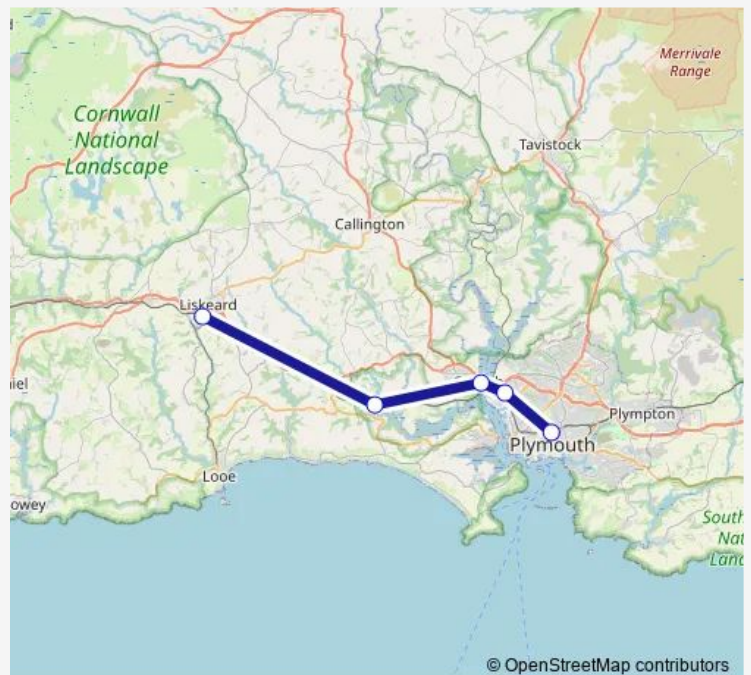 Merrivale
Range
Cornwall
National
Landscape
Tavistock
Callington
Liskeard
iel
Plympton
Plymouth
Looe
owey
South
Nat
Land
© OpenStreetMap contributors